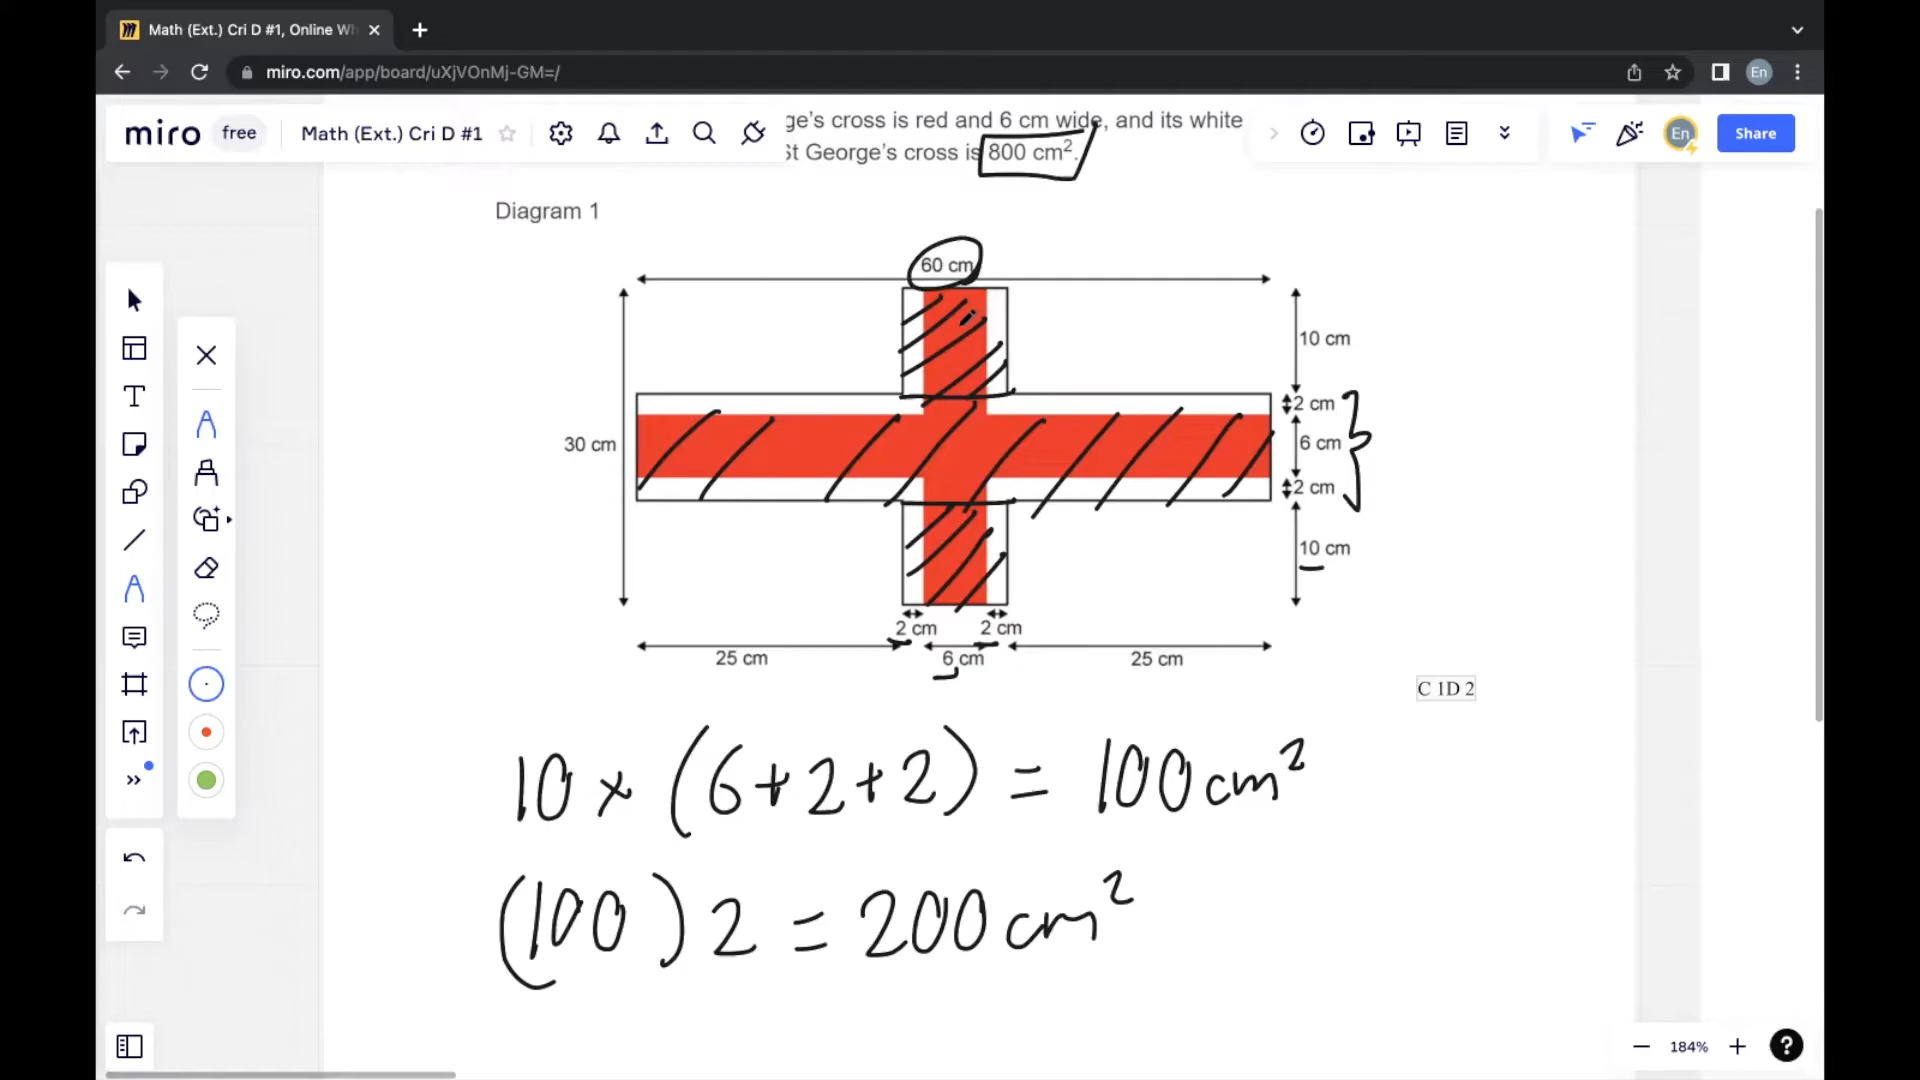 Math (Ext.) Cri D #1, Online Wh
miro.com/app/board/uXjVOnMj-GM=/
En
miro free Math (Ext.) Cri D #1
ge's cross is red and 6 cm wide, and its white
St George's cross is 800 cm².
En
Share
Diagram 1
60 cm
10 cm
2 cm
30 cm
6 cm
2 cm
10 cm
2 cm
2 cm
25 cm
6 cm
25 cm
C 1D 2
10 × (6+2+2) = 100 cm²
(100) 2 = 200 cm²
184%